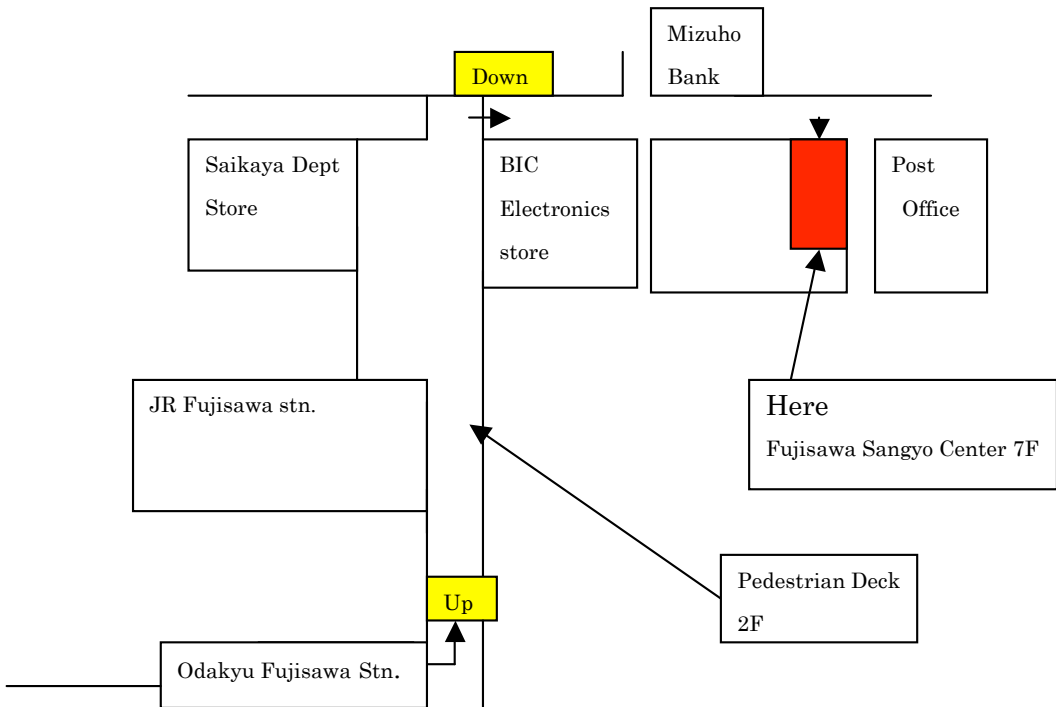 Mizuho
Bank
Down
Saikaya Dept
Store
BIC
Electronics
store
Post
Office
JR Fujisawa stn.
Here
Fujisawa Sangyo Center 7F
Pedestrian Deck
2F
Up
Odakyu Fujisawa Stn.